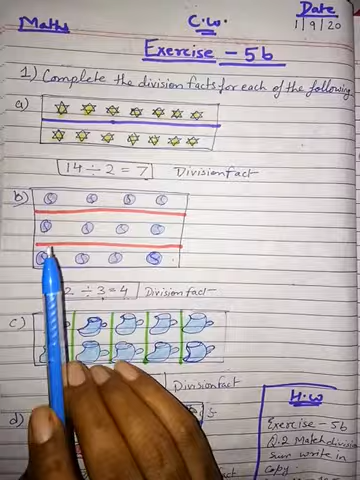 Maths C.W. Date
1/9/20
Exercise - 5b
1) Complete the division facts for each of the following
a)
14 ÷ 2 = 7 Division fact
b)
2 ÷ 3 = 4 Division fact
c)
Division fact
d)
H.W
Exercise - 5b
Q.2 Match division
sum write in
copy.